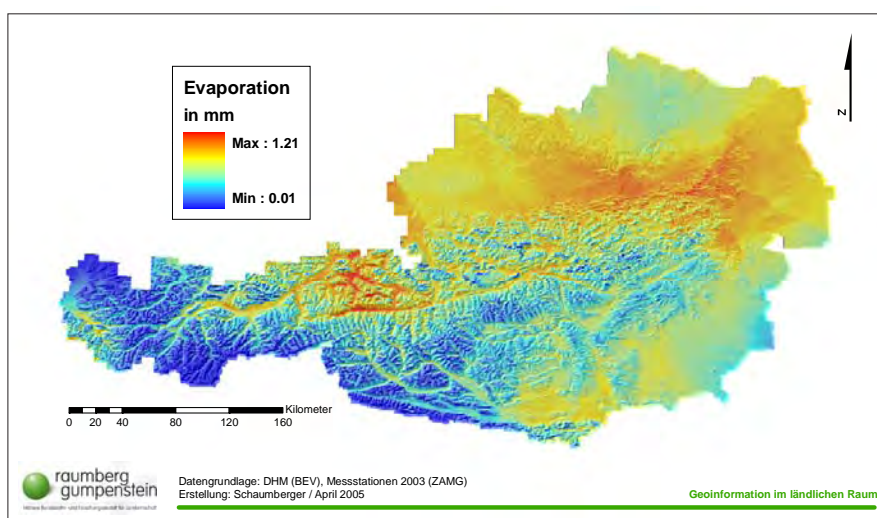 Evaporation
in mm
Max : 1.21
Min : 0.01
N
Kilometer
0 20 40 80 120 160
raumberg
gumpenstein
Datengrundlage: DHM (BEV), Messstationen 2003 (ZAMG)
Erstellung: Schaumberger / April 2005
Geoinformation im ländlichen Raum